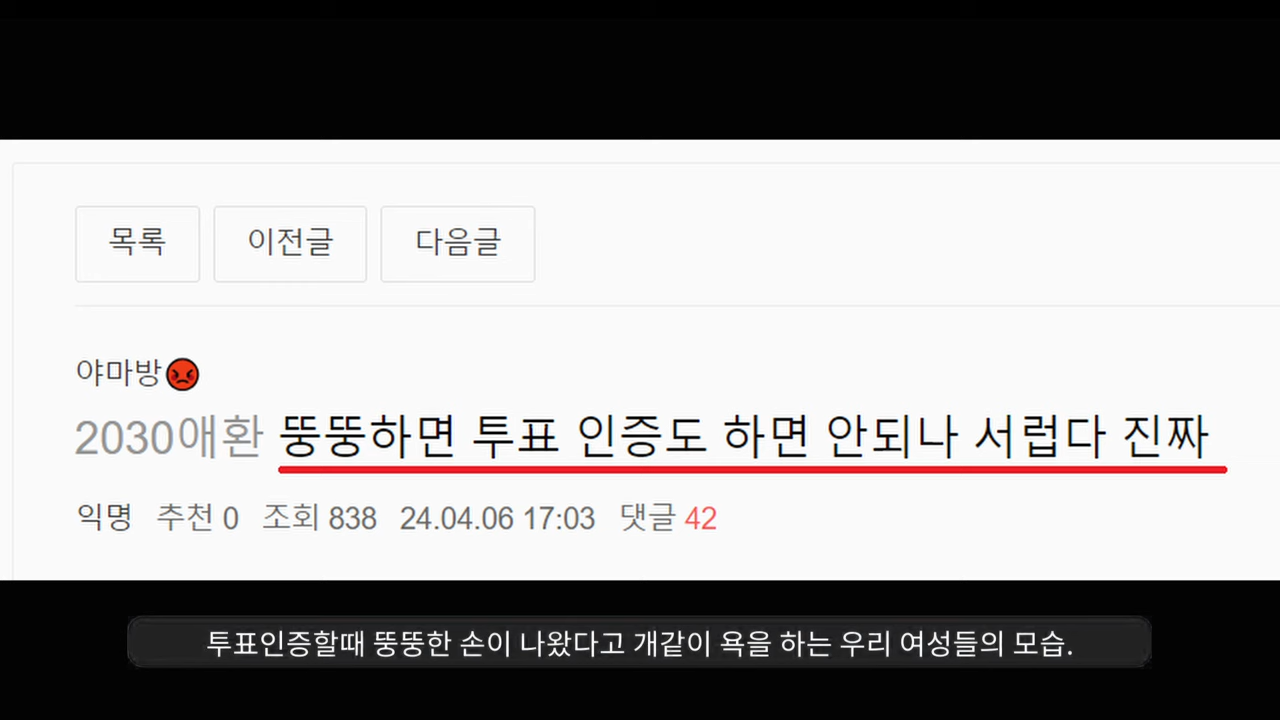 목록 이전글 다음글
야마방😡
2030애환 뚱뚱하면 투표 인증도 하면 안되나 서럽다 진짜
익명 추천 0 조회 838 24.04.06 17:03 댓글 42
투표인증할때 뚱뚱한 손이 나왔다고 개같이 욕을 하는 우리 여성들의 모습.